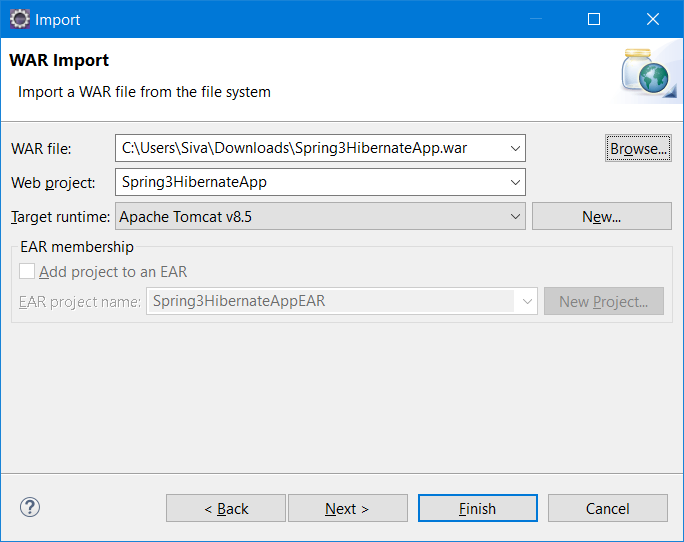 Import
WAR Import
Import a WAR file from the file system
WAR file: C:\Users\Siva\Downloads\Spring3HibernateApp.war Browse...
Web project: Spring3HibernateApp
Target runtime: Apache Tomcat v8.5 New...
EAR membership
Add project to an EAR
EAR project name: Spring3HibernateAppEAR New Project...
? < Back Next > Finish Cancel